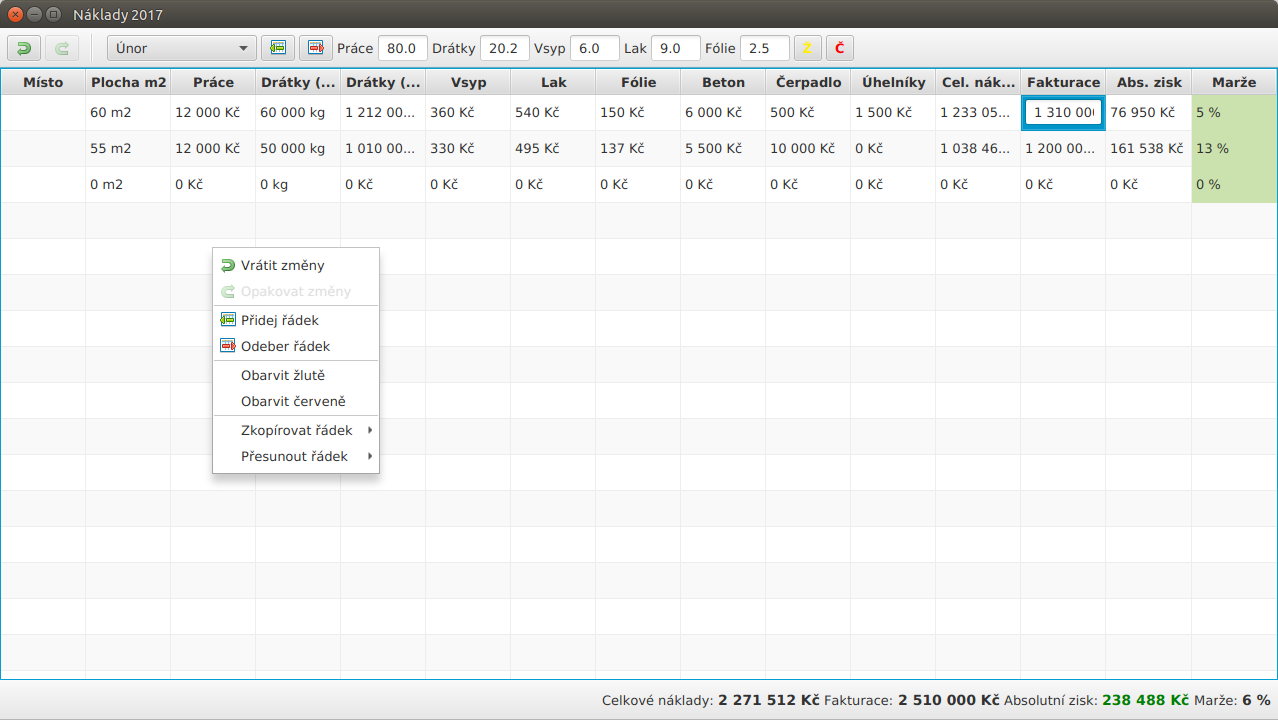 Náklady 2017
Únor Práce 80.0 Drátky 20.2 Vsyp 6.0 Lak 9.0 Fólie 2.5 Ž Č
Místo Plocha m2 Práce Drátky (... Drátky (... Vsyp Lak Fólie Beton Čerpadlo Úhelníky Cel. nák... Fakturace Abs. zisk Marže
60 m2 12 000 Kč 60 000 kg 1 212 00... 360 Kč 540 Kč 150 Kč 6 000 Kč 500 Kč 1 500 Kč 1 233 05... 1 310 00 76 950 Kč 5 %
55 m2 12 000 Kč 50 000 kg 1 010 00... 330 Kč 495 Kč 137 Kč 5 500 Kč 10 000 Kč 0 Kč 1 038 46... 1 200 00... 161 538 Kč 13 %
0 m2 0 Kč 0 kg 0 Kč 0 Kč 0 Kč 0 Kč 0 Kč 0 Kč 0 Kč 0 Kč 0 Kč 0 Kč 0 %
Vrátit změny
Opakovat změny
Přidej řádek
Odeber řádek
Obarvit žlutě
Obarvit červeně
Zkopírovat řádek
Přesunout řádek
Celkové náklady: 2 271 512 Kč Fakturace: 2 510 000 Kč Absolutní zisk: 238 488 Kč Marže: 6 %